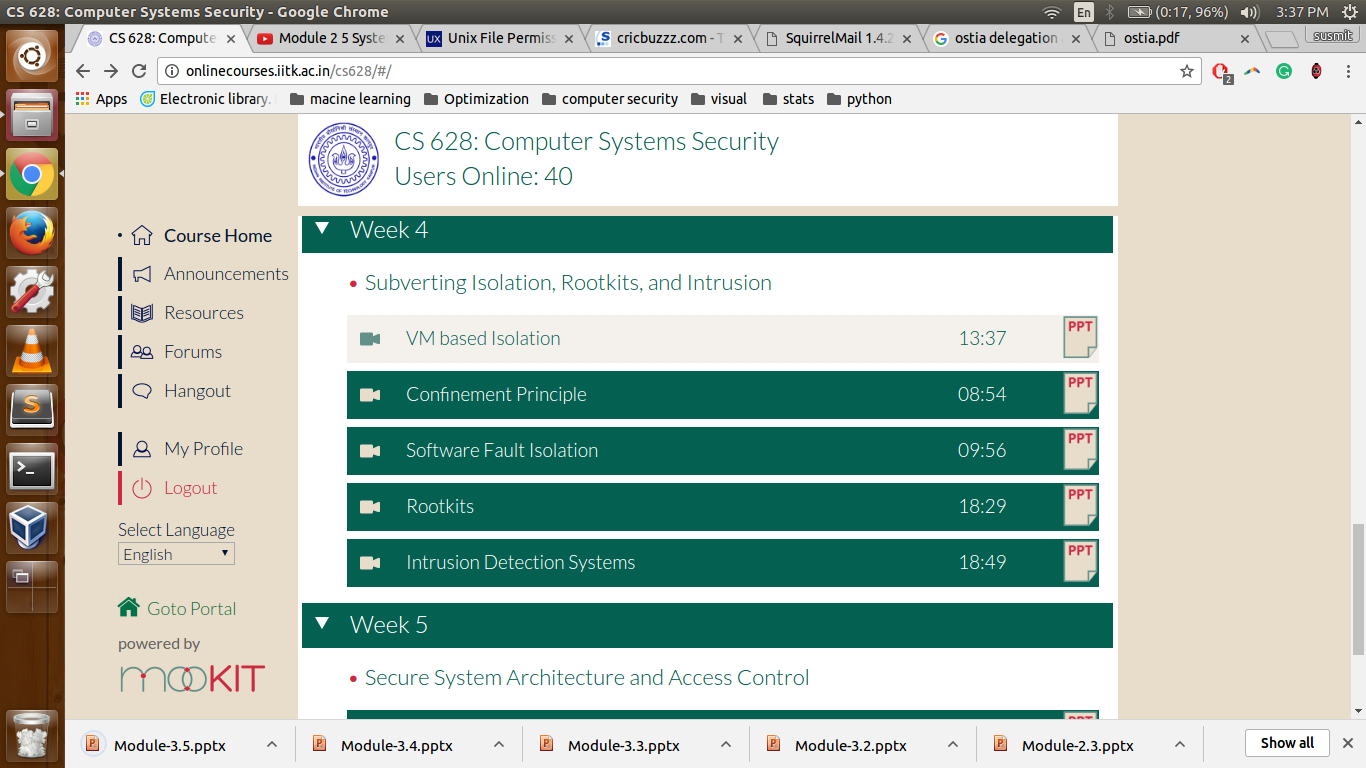 CS 628: Computer Systems Security - Google Chrome
En
(0:17, 96%)
3:37 PM
CS 628: Compute
Module 2 5 Syste
Unix File Permis
cricbuzzz.com - T
SquirrelMail 1.4.2
ostia delegation
ostia.pdf
susmit
onlinecourses.iitk.ac.in/cs628/#/
2
Apps
Electronic library.
macine learning
Optimization
computer security
visual
stats
python
CS 628: Computer Systems Security
Users Online: 40
Course Home
Announcements
Resources
Forums
Hangout
My Profile
Logout
Select Language
English
Goto Portal
powered by
mooKIT
Week 4
Subverting Isolation, Rootkits, and Intrusion
VM based Isolation 13:37 PPT
Confinement Principle 08:54 PPT
Software Fault Isolation 09:56 PPT
Rootkits 18:29 PPT
Intrusion Detection Systems 18:49 PPT
Week 5
Secure System Architecture and Access Control
Module-3.5.pptx
Module-3.4.pptx
Module-3.3.pptx
Module-3.2.pptx
Module-2.3.pptx
Show all